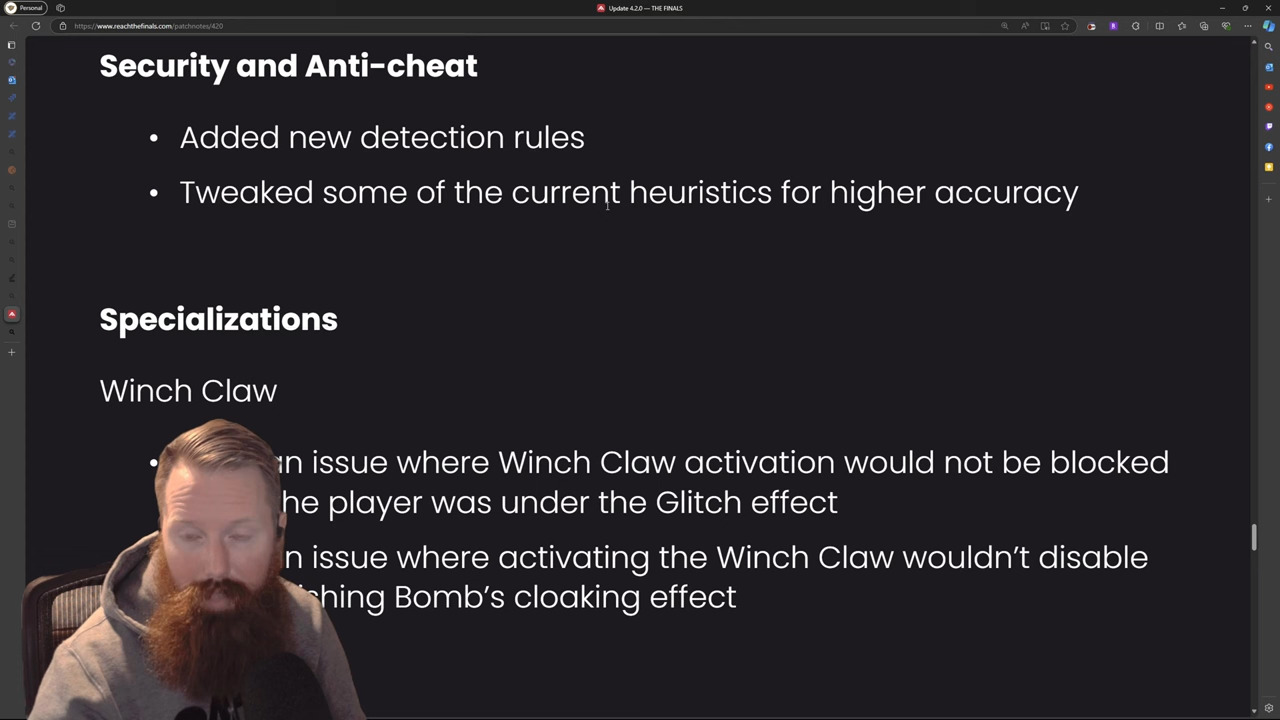 Personal
Update 4.2.0 — THE FINALS
https://www.reachthefinals.com/patchnotes/420
Security and Anti-cheat
• Added new detection rules
• Tweaked some of the current heuristics for higher accuracy
Specializations
Winch Claw
• an issue where Winch Claw activation would not be blocked
he player was under the Glitch effect
n issue where activating the Winch Claw wouldn’t disable
ishing Bomb’s cloaking effect